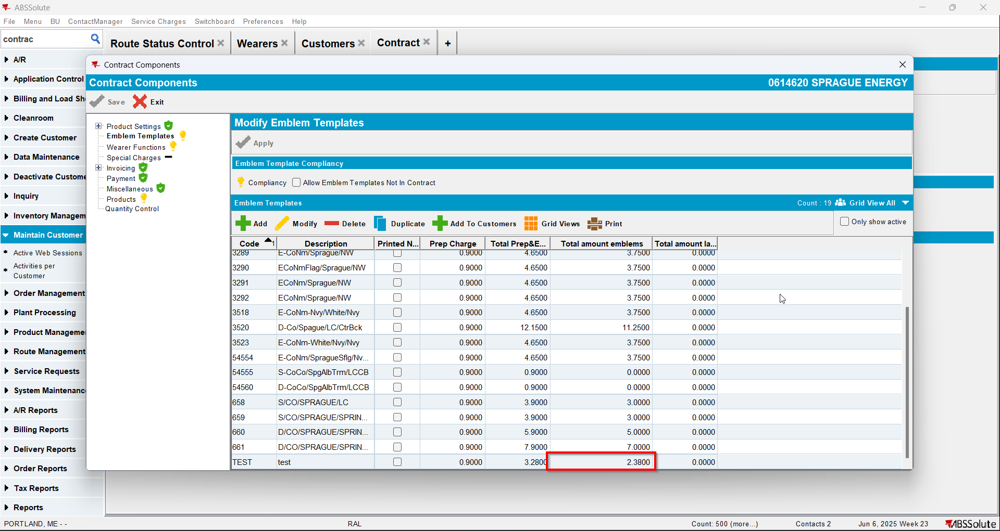 ABSSolute
File Menu BU ContactManager Service Charges Switchboard Preferences Help
contrac
Route Status Control
Wearers
Customers
Contract
+
A/R
Application Control
Billing and Load Sh
Cleanroom
Create Customer
Data Maintenance
Deactivate Custome
Inquiry
Inventory Managem
Maintain Customer
Active Web Sessions
Activities per
Customer
Order Management
Plant Processing
Product Manageme
Route Management
Service Requests
System Maintenanc
A/R Reports
Billing Reports
Delivery Reports
Order Reports
Tax Reports
Reports
Contract Components
Contract Components 0614620 SPRAGUE ENERGY
Save Exit
Product Settings
Emblem Templates
Wearer Functions
Special Charges
Invoicing
Payment
Miscellaneous
Products
Quantity Control
Modify Emblem Templates
Apply
Emblem Template Compliancy
Compliancy Allow Emblem Templates Not In Contract
Emblem Templates Count : 19 Grid View All
Add Modify Delete Duplicate Add To Customers Grid Views Print Only show active
Code 1 Description Printed N... Prep Charge Total Prep&E... Total amount emblems Total amount la...
3289 E-CoNm/Sprague/NW 0.9000 4.6500 3.7500 0.0000
3290 ECoNmFlag/Sprague/NW 0.9000 4.6500 3.7500 0.0000
3291 ECoNm/Sprague/NW 0.9000 4.6500 3.7500 0.0000
3292 ECoNm/Sprague/NW 0.9000 4.6500 3.7500 0.0000
3518 E-CoNm-Nvy/White/Nvy 0.9000 4.6500 3.7500 0.0000
3520 D-Co/Spague/LC/CtrBck 0.9000 12.1500 11.2500 0.0000
3523 E-CoNm-White/Nvy/Nvy 0.9000 4.6500 3.7500 0.0000
54554 E-CoNm/SpragueSflg/Nv... 0.9000 4.6500 3.7500 0.0000
54555 S-CoCo/SpgAlbTrm/LCCB 0.9000 0.9000 0.0000 0.0000
54560 D-CoCo/SpgAlbTrm/LCCB 0.9000 0.9000 0.0000 0.0000
658 S/CO/SPRAGUE/LC 0.9000 3.9000 3.0000 0.0000
659 S/CO/SPRAGUE/SPRIN... 0.9000 3.9000 3.0000 0.0000
660 D/CO/SPRAGUE/SPRIN... 0.9000 5.9000 5.0000 0.0000
661 D/CO/SPRAGUE/SPRIN... 0.9000 7.9000 7.0000 0.0000
TEST test 0.9000 3.2800 2.3800 0.0000
PORTLAND, ME - - RAL Count: 500 (more...) Contacts 2 Jun 6, 2025 Week 23 ABSSolute